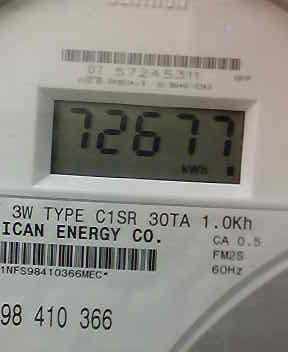 07 57245311
72677
kWh
3W TYPE C1SR 30TA 1.0Kh
ICAN ENERGY CO.
CA 0.5
FM2S
60Hz
1NFS98410366MEC*
98 410 366